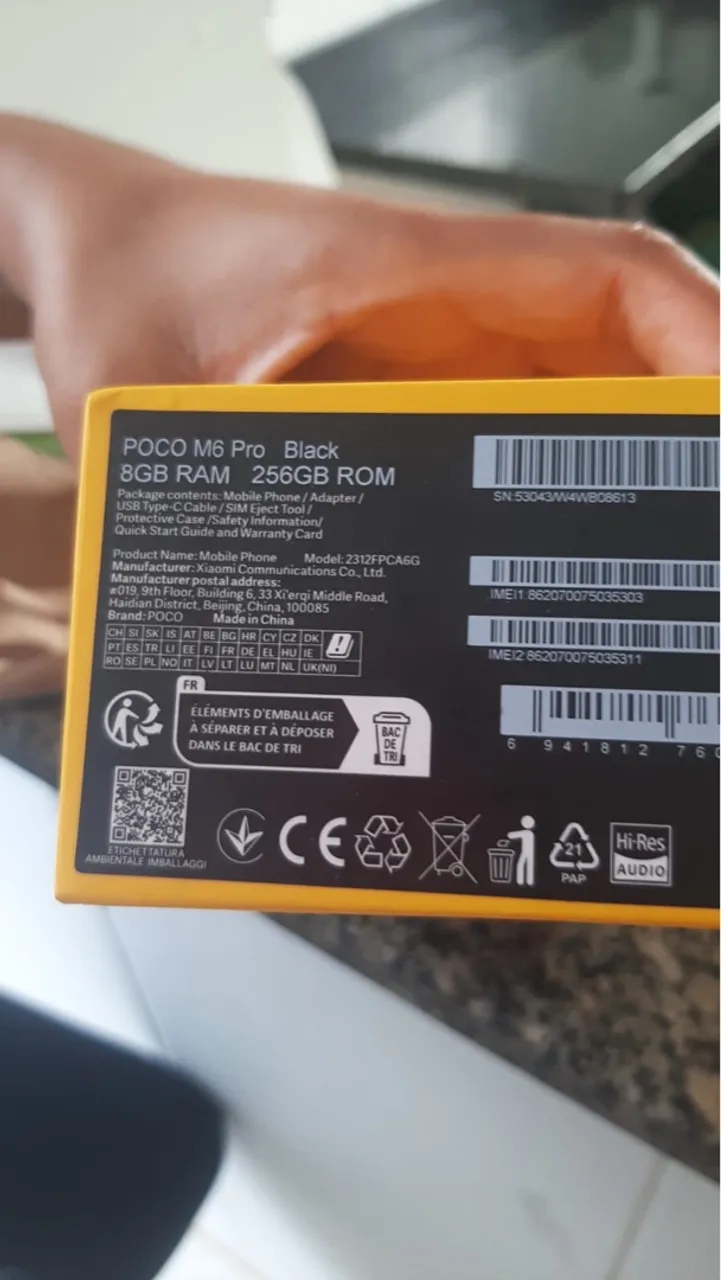 POCO M6 Pro Black
8GB RAM 256GB ROM
Package contents: Mobile Phone / Adapter /
USB Type-C Cable / SIM Eject Tool /
Protective Case /Safety Information/
Quick Start Guide and Warranty Card
Product Name: Mobile Phone Model: 2312FPCA6G
Manufacturer: Xiaomi Communications Co., Ltd.
Manufacturer postal address:
#019, 9th Floor, Building 6, 33 Xi'erqi Middle Road,
Haidian District, Beijing, China, 100085
Brand: POCO Made in China
CH SI SK IS AT BE BG HR CY CZ DK
PT ES TR LI EE FI FR DE EL HU IE
RO SE PL NO IT LV LT LU MT NL UK(NI)
FR
ÉLÉMENTS D'EMBALLAGE
À SÉPARER ET À DÉPOSER
DANS LE BAC DE TRI
BAC
DE
TRI
ETICHETTATURA
AMBIENTALE IMBALLAGGI
SN:53043/W4WB08613
IMEI1:862070075035303
IMEI2:862070075035311
6 941812 760
CE
21
PAP
Hi-Res
AUDIO